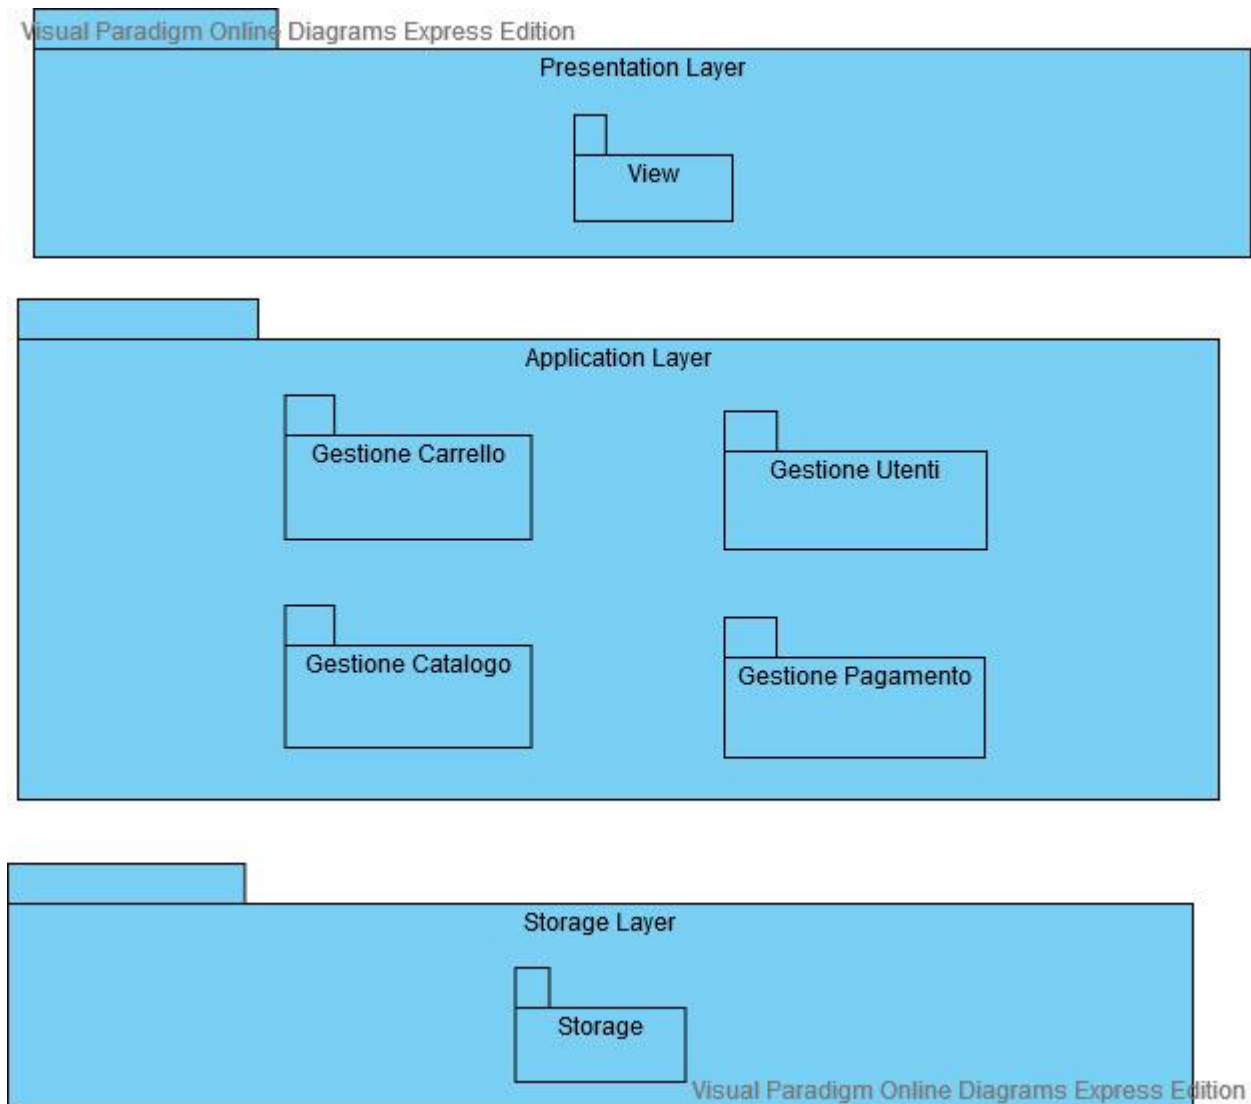 Visual Paradigm Online Diagrams Express Edition
Presentation Layer
View
Application Layer
Gestione Carrello
Gestione Utenti
Gestione Catalogo
Gestione Pagamento
Storage Layer
Storage
Visual Paradigm Online Diagrams Express Edition